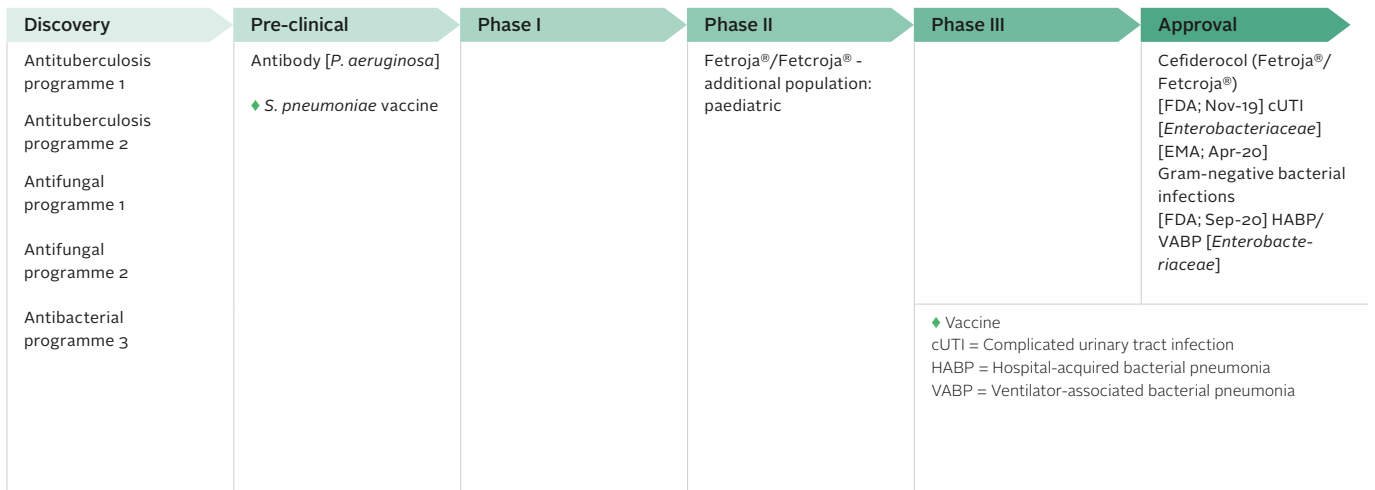 Discovery
Pre-clinical
Phase I
Phase II
Phase III
Approval
Antituberculosis
programme 1
Antituberculosis
programme 2
Antifungal
programme 1
Antifungal
programme 2
Antibacterial
programme 3
Antibody [P. aeruginosa]
♦ S. pneumoniae vaccine
Fetroja®/Fetcroja® -
additional population:
paediatric
Cefiderocol (Fetroja®/
Fetcroja®)
[FDA; Nov-19] cUTI
[Enterobacteriaceae]
[EMA; Apr-20]
Gram-negative bacterial
infections
[FDA; Sep-20] HABP/
VABP [Enterobacte-
riaceae]
♦ Vaccine
cUTI = Complicated urinary tract infection
HABP = Hospital-acquired bacterial pneumonia
VABP = Ventilator-associated bacterial pneumonia